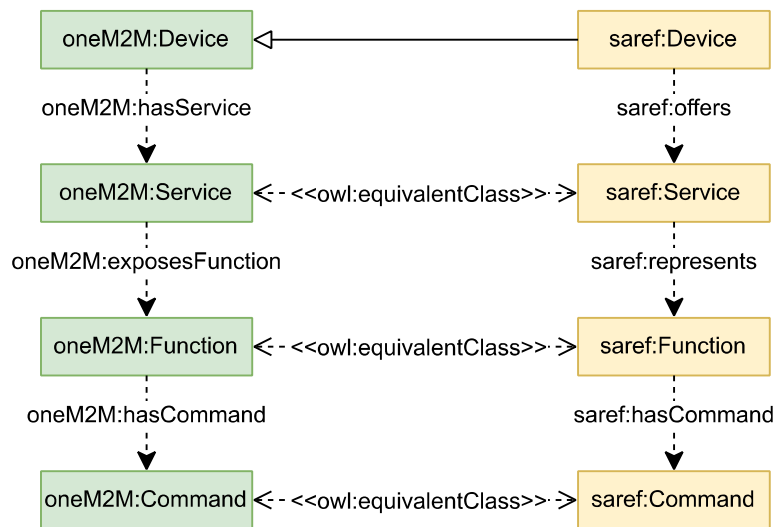 oneM2M:Device
saref:Device
oneM2M:hasService
saref:offers
oneM2M:Service
<<owl:equivalentClass>>
saref:Service
oneM2M:exposesFunction
saref:represents
oneM2M:Function
<<owl:equivalentClass>>
saref:Function
oneM2M:hasCommand
saref:hasCommand
oneM2M:Command
<<owl:equivalentClass>>
saref:Command